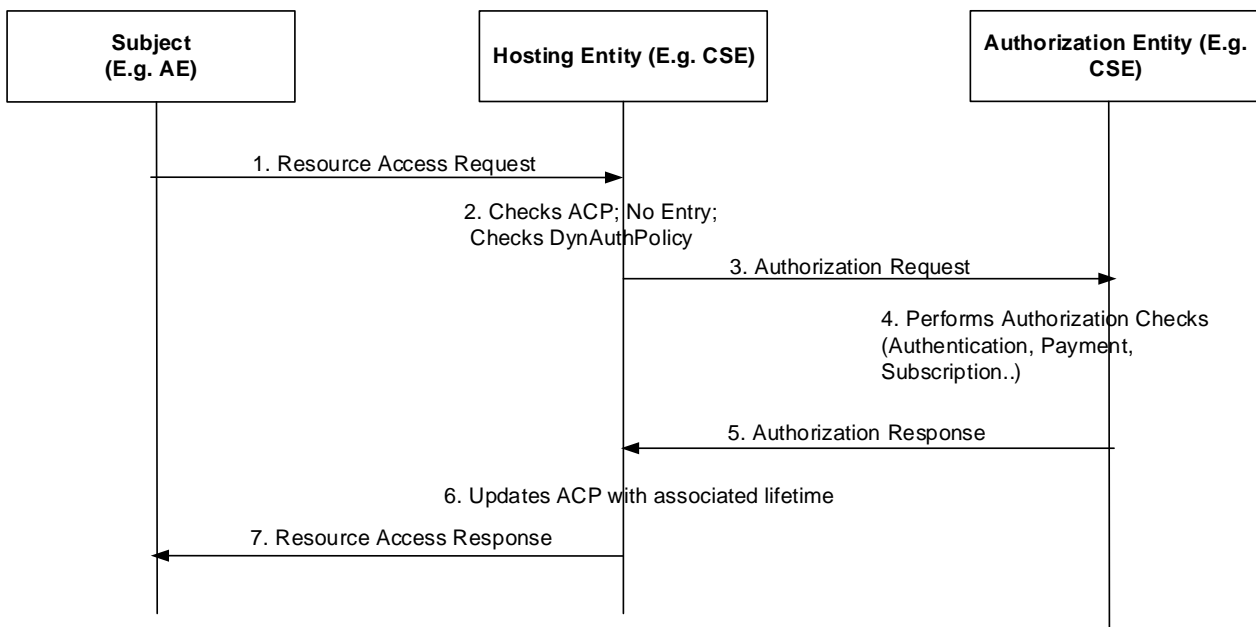 Subject
(E.g. AE)
Hosting Entity (E.g. CSE)
Authorization Entity (E.g.
CSE)
1. Resource Access Request
2. Checks ACP; No Entry;
Checks DynAuthPolicy
3. Authorization Request
4. Performs Authorization Checks
(Authentication, Payment,
Subscription..)
5. Authorization Response
6. Updates ACP with associated lifetime
7. Resource Access Response